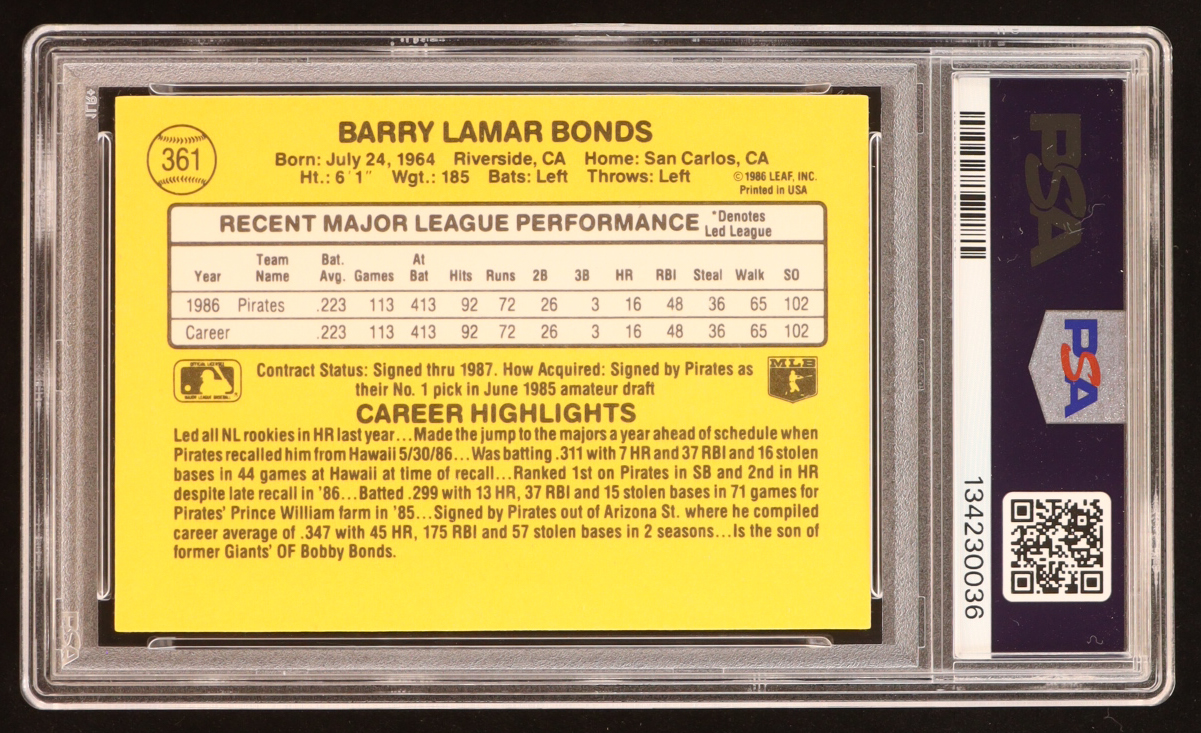 361
BARRY LAMAR BONDS
Born: July 24, 1964 Riverside, CA Home: San Carlos, CA
Ht.: 6'1" Wgt.: 185 Bats: Left Throws: Left
©1986 LEAF, INC.
Printed in USA
RECENT MAJOR LEAGUE PERFORMANCE
*Denotes
Led League
Year Team Name Bat. Avg. Games At Bat Hits Runs 2B 3B HR RBI Steal Walk SO
1986 Pirates .223 113 413 92 72 26 3 16 48 36 65 102
Career .223 113 413 92 72 26 3 16 48 36 65 102
Contract Status: Signed thru 1987. How Acquired: Signed by Pirates as
their No. 1 pick in June 1985 amateur draft
MLB
CAREER HIGHLIGHTS
Led all NL rookies in HR last year...Made the jump to the majors a year ahead of schedule when
Pirates recalled him from Hawaii 5/30/86...Was batting .311 with 7 HR and 37 RBI and 16 stolen
bases in 44 games at Hawaii at time of recall...Ranked 1st on Pirates in SB and 2nd in HR
despite late recall in '86...Batted .299 with 13 HR, 37 RBI and 15 stolen bases in 71 games for
Pirates' Prince William farm in '85...Signed by Pirates out of Arizona St. where he compiled
career average of .347 with 45 HR, 175 RBI and 57 stolen bases in 2 seasons...Is the son of
former Giants' OF Bobby Bonds.
PSA
PSA
134230036
PSA